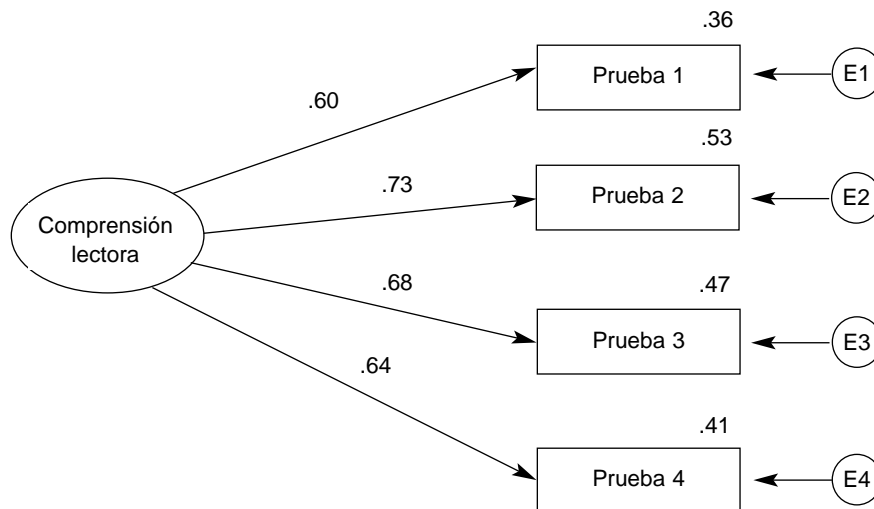 .36
Prueba 1
E1
.60
.53
.73
Prueba 2
E2
Comprensión
lectora
.68
.47
Prueba 3
E3
.64
.41
Prueba 4
E4